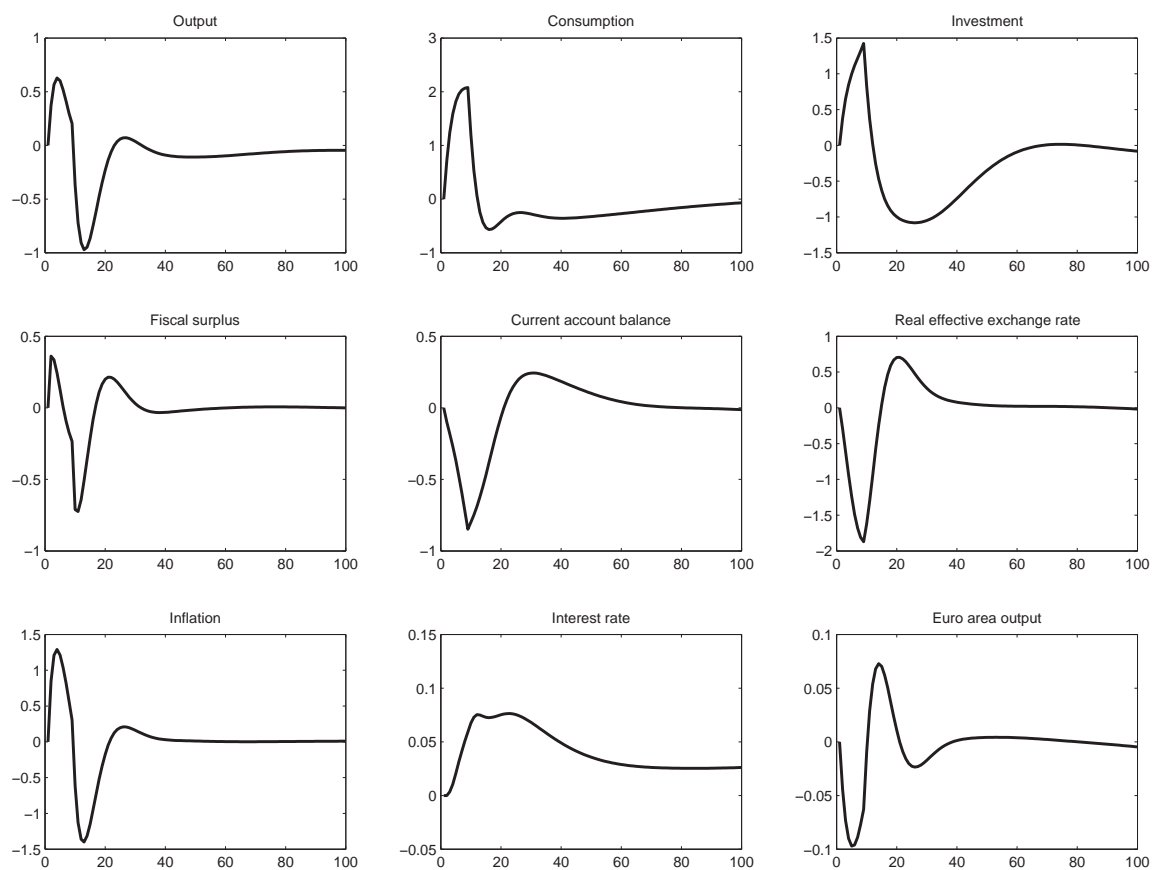 Output
1
0.5
0
−0.5
−1
0 20 40 60 80 100
Consumption
3
2
1
0
−1
0 20 40 60 80 100
Investment
1.5
1
0.5
0
−0.5
−1
−1.5
0 20 40 60 80 100
Fiscal surplus
0.5
0
−0.5
−1
0 20 40 60 80 100
Current account balance
0.5
0
−0.5
−1
0 20 40 60 80 100
Real effective exchange rate
1
0.5
0
−0.5
−1
−1.5
−2
0 20 40 60 80 100
Inflation
1.5
1
0.5
0
−0.5
−1
−1.5
0 20 40 60 80 100
Interest rate
0.15
0.1
0.05
0
−0.05
0 20 40 60 80 100
Euro area output
0.1
0.05
0
−0.05
−0.1
0 20 40 60 80 100